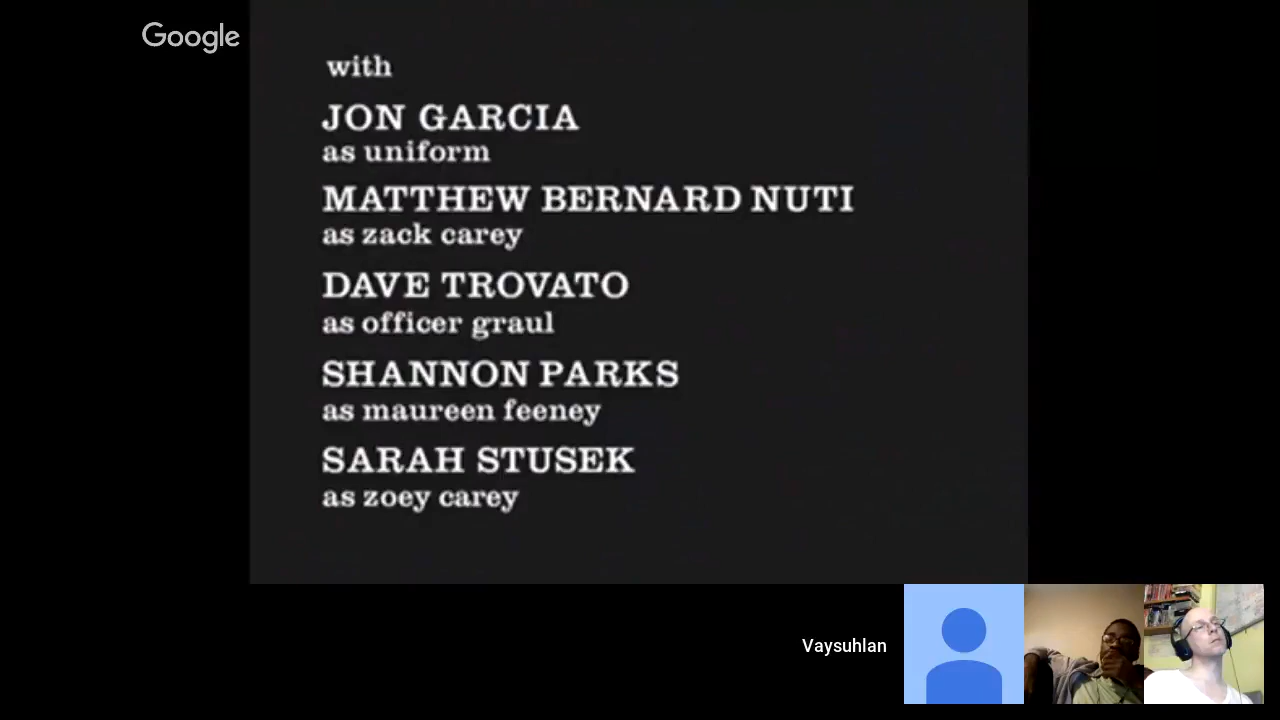 Google
with
JON GARCIA
as uniform
MATTHEW BERNARD NUTI
as zack carey
DAVE TROVATO
as officer graul
SHANNON PARKS
as maureen feeney
SARAH STUSEK
as zoey carey
Vaysuhlan